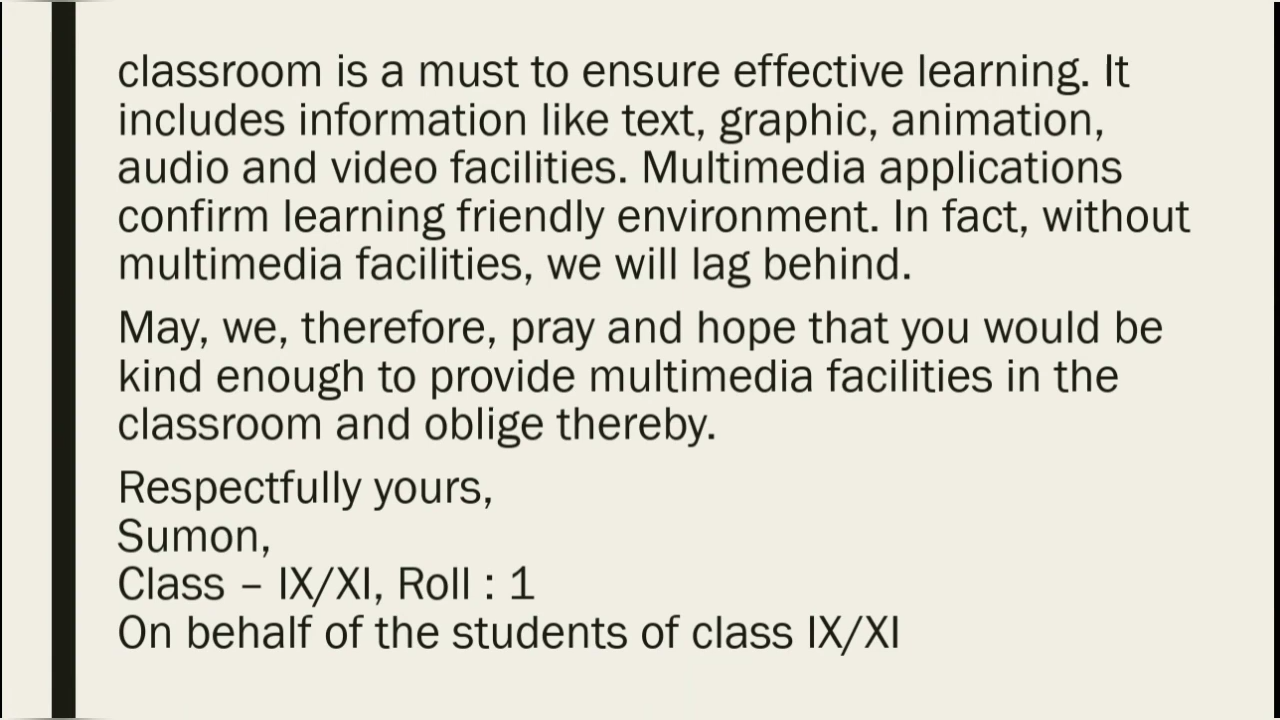 classroom is a must to ensure effective learning. It
includes information like text, graphic, animation,
audio and video facilities. Multimedia applications
confirm learning friendly environment. In fact, without
multimedia facilities, we will lag behind.
May, we, therefore, pray and hope that you would be
kind enough to provide multimedia facilities in the
classroom and oblige thereby.
Respectfully yours,
Sumon,
Class – IX/XI, Roll : 1
On behalf of the students of class IX/XI